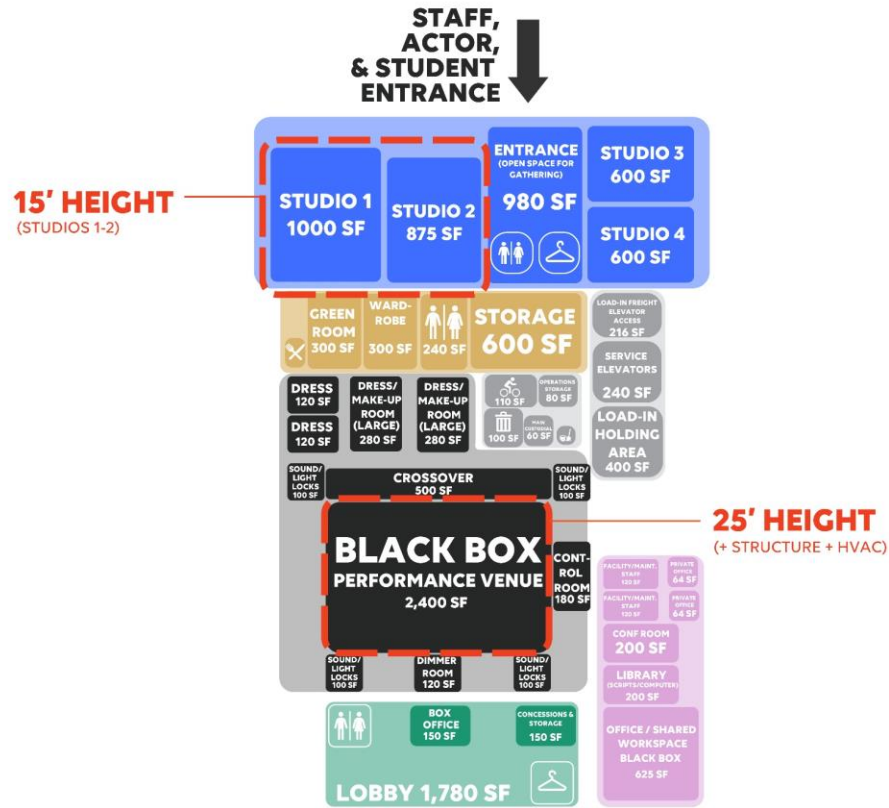 STAFF,
ACTOR,
& STUDENT
ENTRANCE
15' HEIGHT
(STUDIOS 1-2)
STUDIO 1
1000 SF
STUDIO 2
875 SF
ENTRANCE
(OPEN SPACE FOR
GATHERING)
980 SF
STUDIO 3
600 SF
STUDIO 4
600 SF
GREEN
ROOM
300 SF
WARD-
ROBE
300 SF
240 SF
STORAGE
600 SF
LOAD-IN FREIGHT
ELEVATOR
ACCESS
216 SF
SERVICE
ELEVATORS
240 SF
LOAD-IN
HOLDING
AREA
400 SF
DRESS
120 SF
DRESS
120 SF
DRESS/
MAKE-UP
ROOM
(LARGE)
280 SF
DRESS/
MAKE-UP
ROOM
(LARGE)
280 SF
110 SF
OPERATIONS
STORAGE
80 SF
100 SF
MAIN
60 SF
SOUND/
LIGHT
LOCKS
100 SF
CROSSOVER
500 SF
SOUND/
LIGHT
LOCKS
100 SF
BLACK BOX
PERFORMANCE VENUE
2,400 SF
CONT-
ROL
ROOM
180 SF
25' HEIGHT
(+ STRUCTURE + HVAC)
SOUND/
LIGHT
LOCKS
100 SF
DIMMER
ROOM
120 SF
SOUND/
LIGHT
LOCKS
100 SF
FACILITY/MAINT.
STAFF
120 SF
PRIVATE
OFFICE
64 SF
FACILITY/MAINT.
STAFF
120 SF
PRIVATE
OFFICE
64 SF
CONF ROOM
200 SF
LIBRARY
(SCRIPTS/COMPUTER)
200 SF
OFFICE / SHARED
WORKSPACE
BLACK BOX
625 SF
BOX
OFFICE
150 SF
CONCESSIONS &
STORAGE
150 SF
LOBBY 1,780 SF